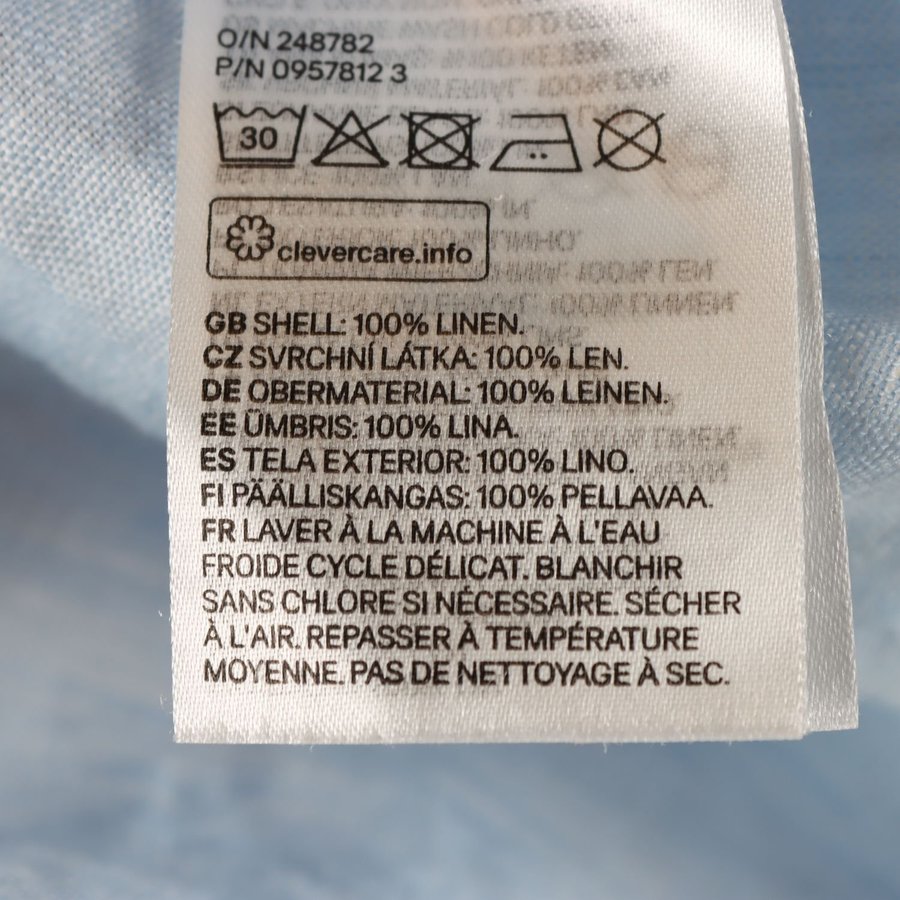 O/N 248782
P/N 0957812 3
30
clevercare.info
GB SHELL: 100% LINEN.
CZ SVRCHNÍ LÁTKA: 100% LEN.
DE OBERMATERIAL: 100% LEINEN.
EE ÜMBRIS: 100% LINA.
ES TELA EXTERIOR: 100% LINO.
FI PÄÄLLISKANGAS: 100% PELLAVAA.
FR LAVER À LA MACHINE À L'EAU
FROIDE CYCLE DÉLICAT. BLANCHIR
SANS CHLORE SI NÉCESSAIRE. SÉCHER
À L'AIR. REPASSER À TEMPÉRATURE
MOYENNE. PAS DE NETTOYAGE À SEC.